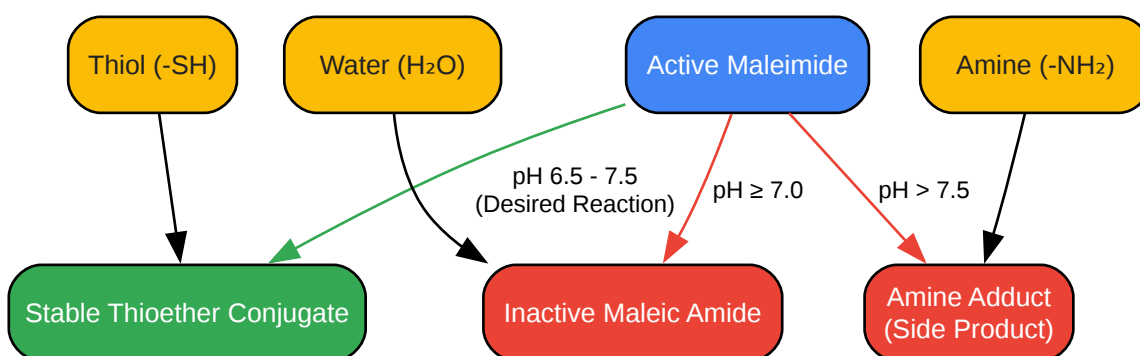 Thiol (-SH)
Water (H₂O)
Active Maleimide
Amine (-NH₂)
pH 6.5 - 7.5
(Desired Reaction)
pH ≥ 7.0
pH > 7.5
Stable Thioether Conjugate
Inactive Maleic Amide
Amine Adduct
(Side Product)